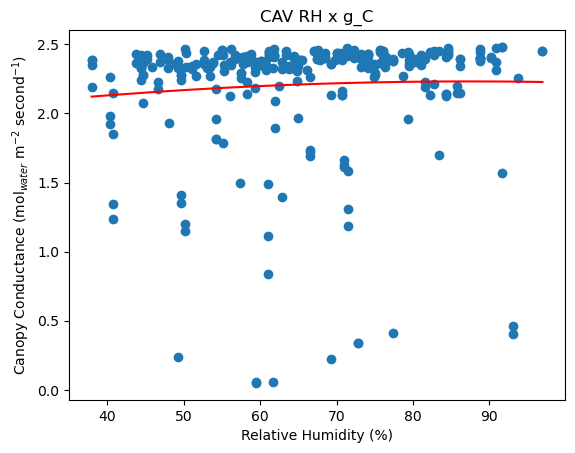 CAV RH x g_C
Canopy Conductance (mol$_{water}$ m$^{-2}$ second$^{-1}$)
2.5
2.0
1.5
1.0
0.5
0.0
40 50 60 70 80 90
Relative Humidity (%)